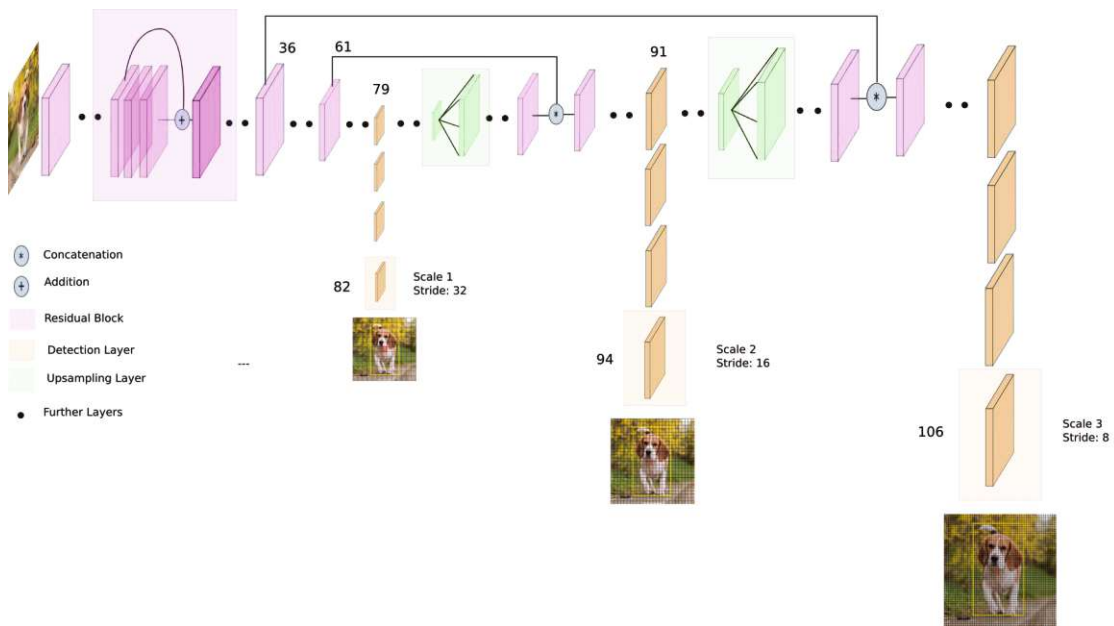 36
61
91
79
*
*
+
* Concatenation
+ Addition
Residual Block
Detection Layer
Upsampling Layer
Further Layers
---
82
Scale 1
Stride: 32
94
Scale 2
Stride: 16
106
Scale 3
Stride: 8